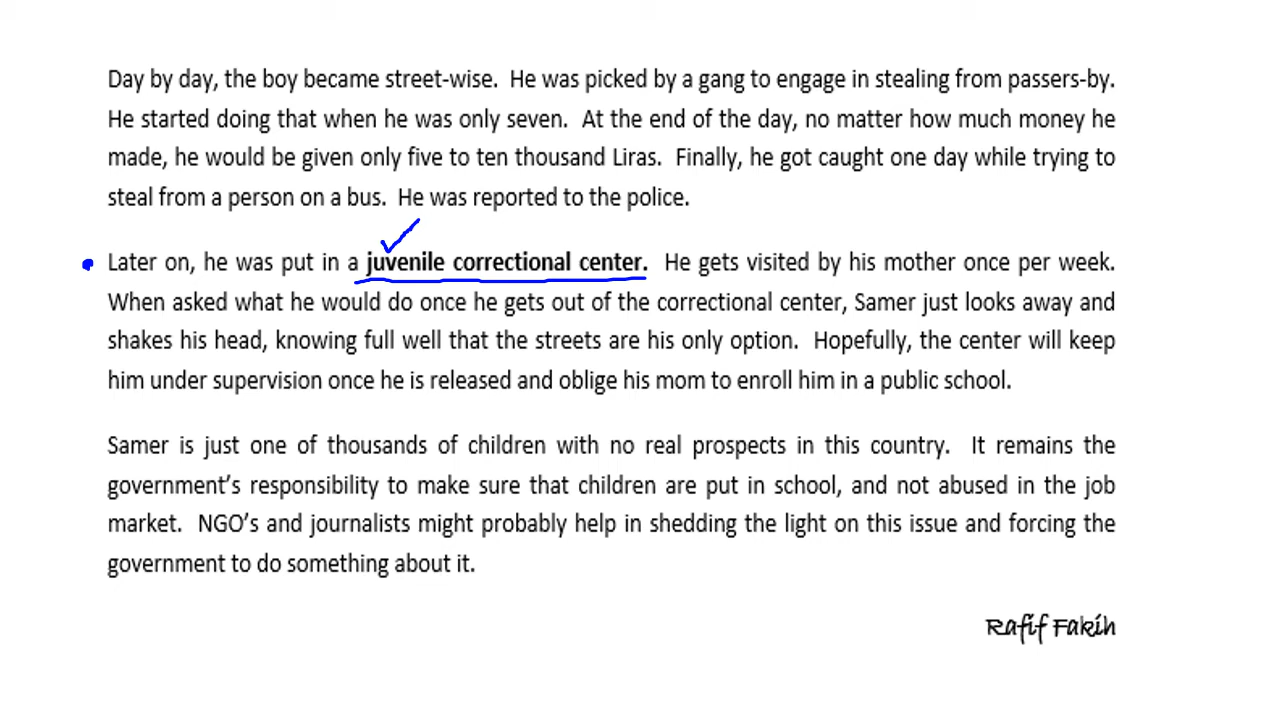 Day by day, the boy became street-wise.  He was picked by a gang to engage in stealing from passers-by.
He started doing that when he was only seven.  At the end of the day, no matter how much money he
made, he would be given only five to ten thousand Liras.  Finally, he got caught one day while trying to
steal from a person on a bus.  He was reported to the police.
Later on, he was put in a juvenile correctional center.  He gets visited by his mother once per week.
When asked what he would do once he gets out of the correctional center, Samer just looks away and
shakes his head, knowing full well that the streets are his only option.  Hopefully, the center will keep
him under supervision once he is released and oblige his mom to enroll him in a public school.
Samer is just one of thousands of children with no real prospects in this country.  It remains the
government’s responsibility to make sure that children are put in school, and not abused in the job
market.  NGO’s and journalists might probably help in shedding the light on this issue and forcing the
government to do something about it.
Rafif Fakih